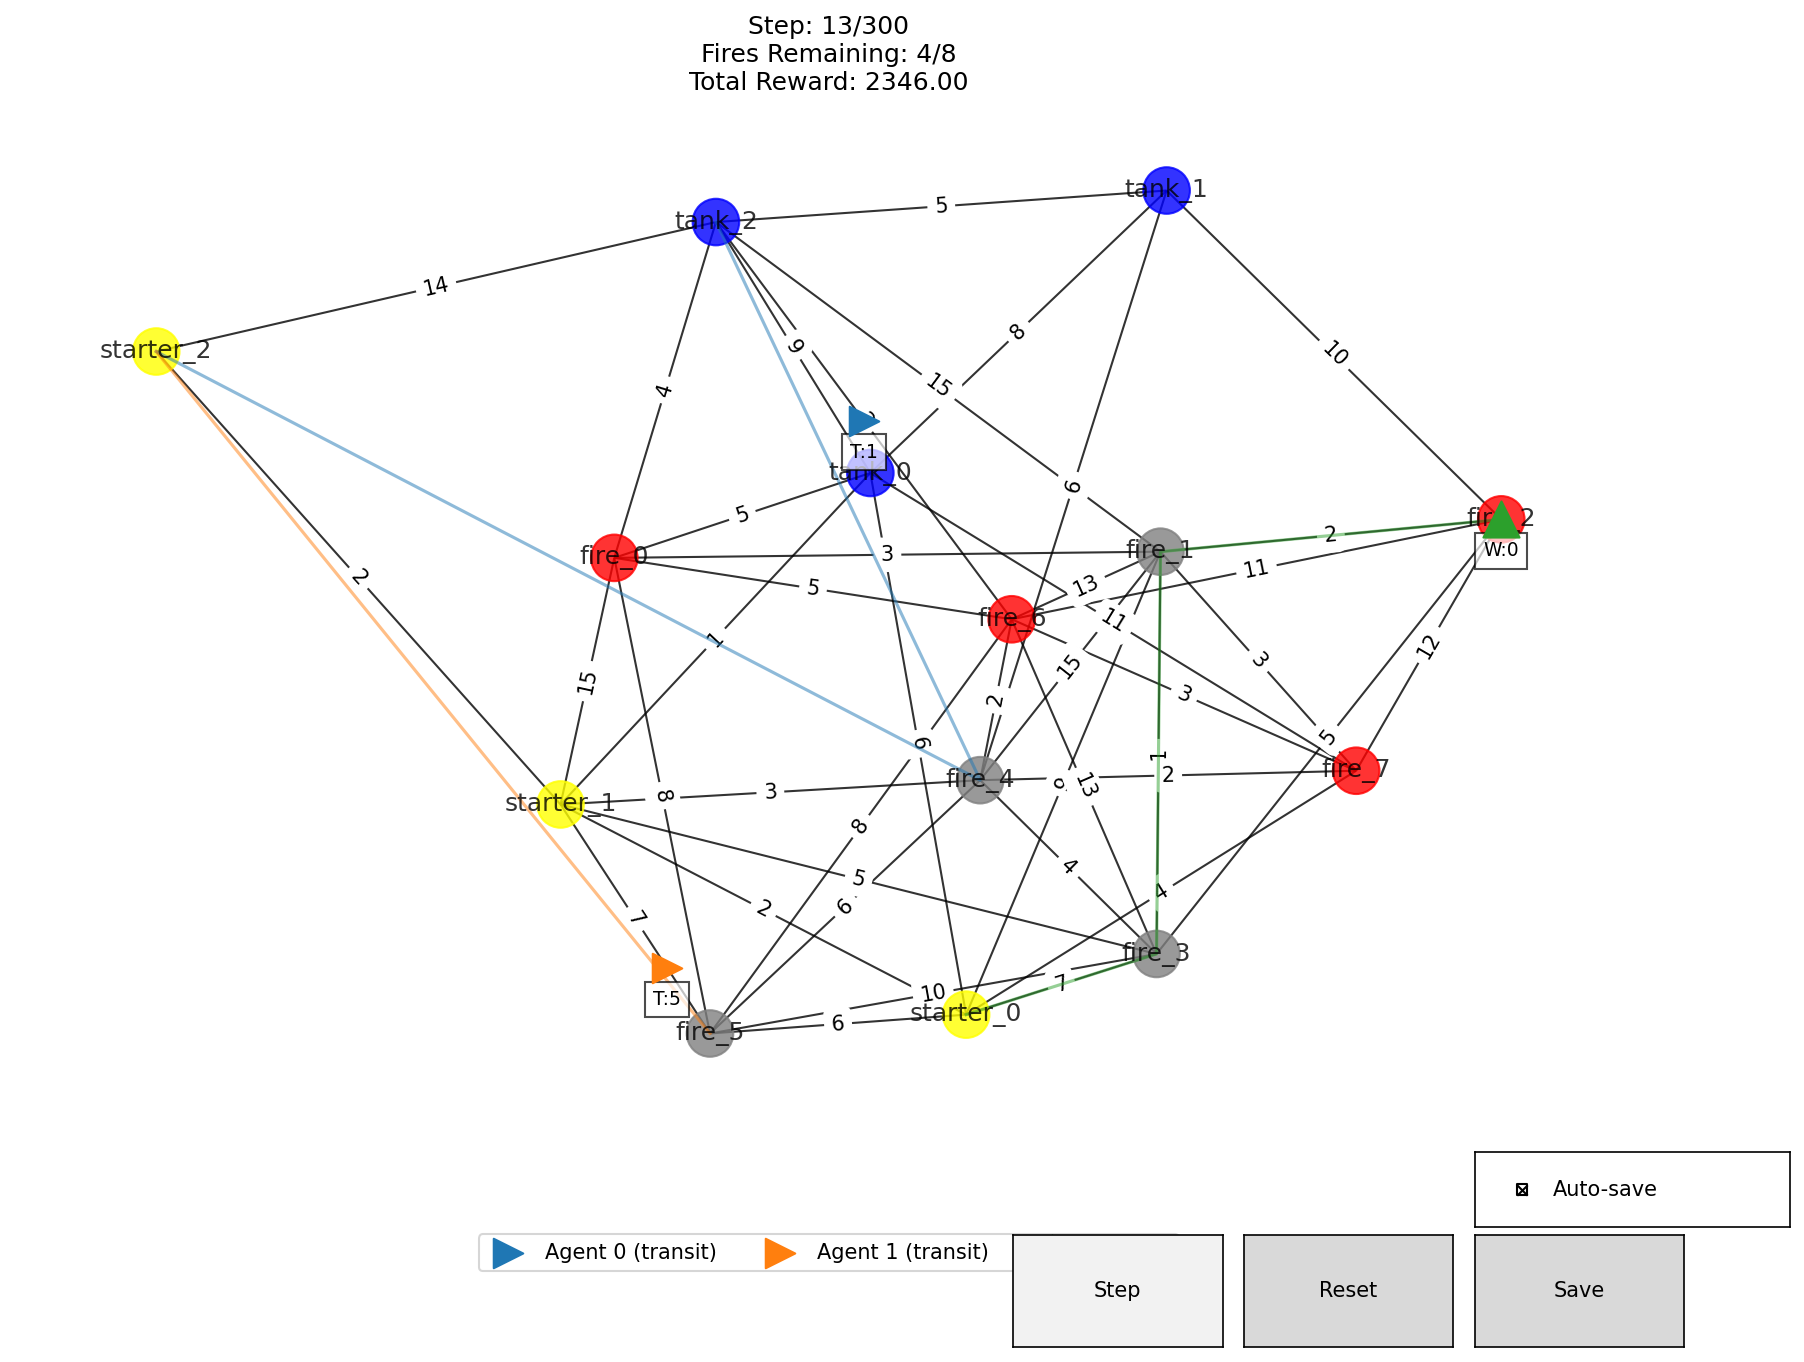 Step: 13/300
Fires Remaining: 4/8
Total Reward: 2346.00
tank_1
5
tank_2
14
8
starter_2
9
10
15
4
T:1
tank_0
6
5
fire_2
2
W:0
fire_1
3
fire_0
11
13
5
2
fire_6
11
1
12
3
15
15
3
2
5
6
fire_7
2
1
fire_4
9
13
8
3
starter_1
8
4
5
4
6
2
7
fire_3
T:5
7
10
starter_0
6
fire_5
Auto-save
Agent 0 (transit)
Agent 1 (transit)
Step
Reset
Save